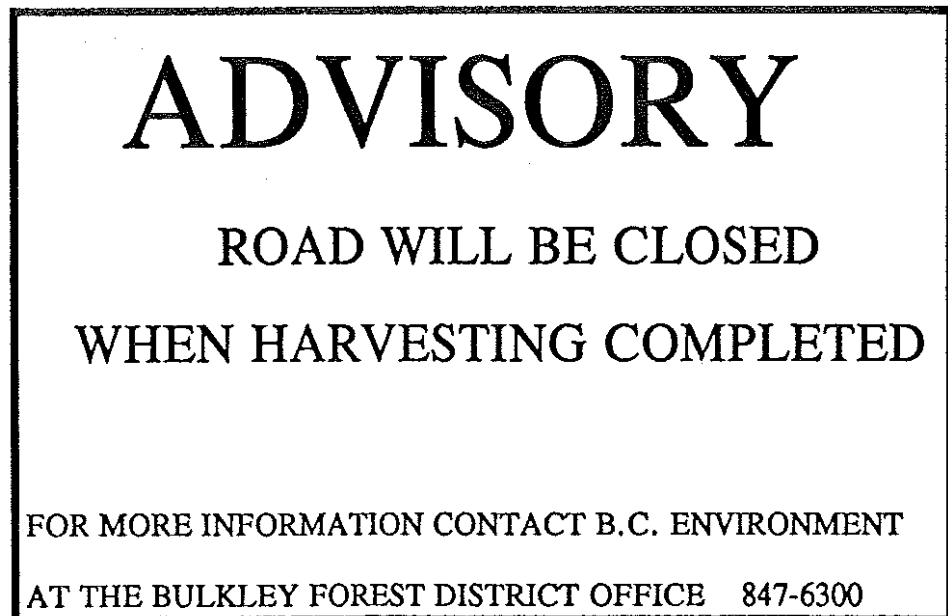 ADVISORY
ROAD WILL BE CLOSED
WHEN HARVESTING COMPLETED
FOR MORE INFORMATION CONTACT B.C. ENVIRONMENT
AT THE BULKLEY FOREST DISTRICT OFFICE 847-6300